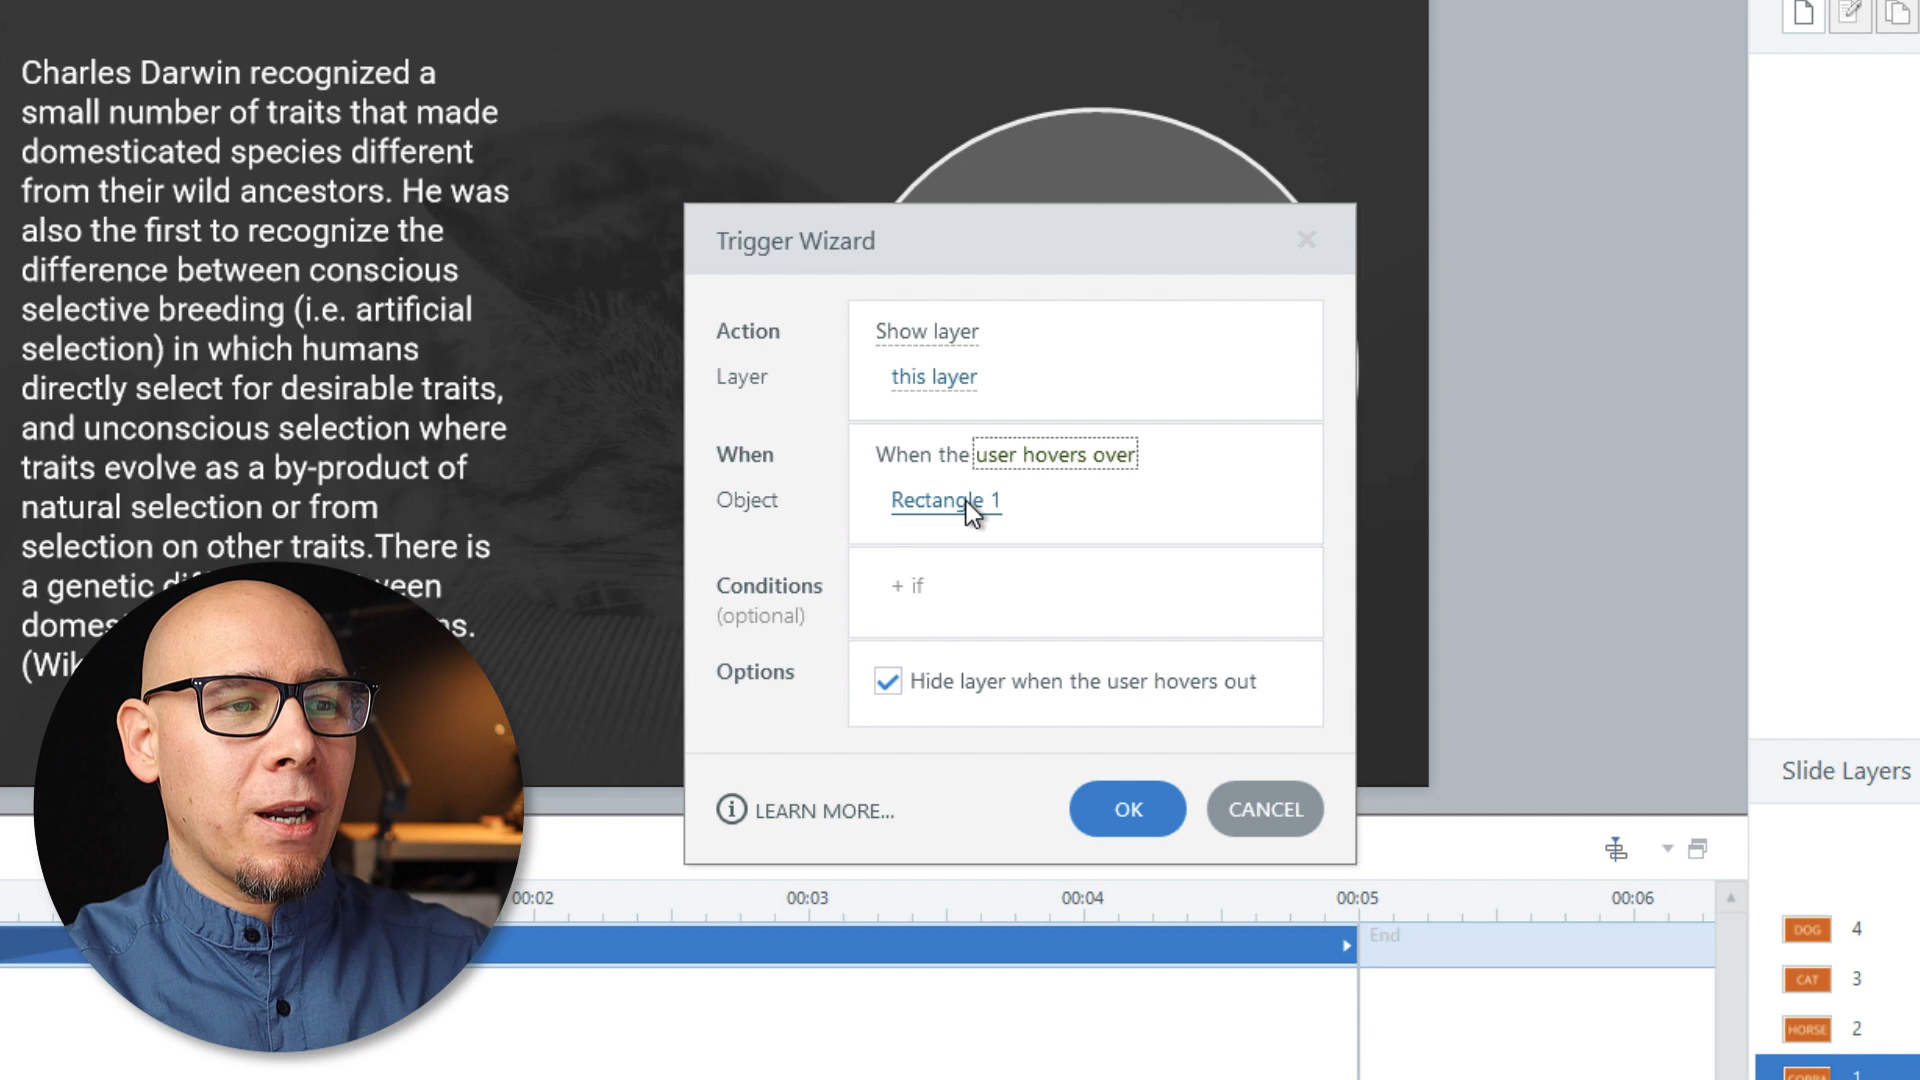 Charles Darwin recognized a
small number of traits that made
domesticated species different
from their wild ancestors. He was
also the first to recognize the
difference between conscious
selective breeding (i.e. artificial
selection) in which humans
directly select for desirable traits,
and unconscious selection where
traits evolve as a by-product of
natural selection or from
selection on other traits.There is
a genetic
Trigger Wizard
Action
Show layer
Layer
this layer
When
When the user hovers over
Object
Rectangle 1
Conditions
(optional)
+ if
Options
Hide layer when the user hovers out
LEARN MORE...
OK
CANCEL
Slide Layers
00:02
00:03
00:04
00:05
00:06
End
DOG 4
CAT 3
HORSE 2
COBRA 1